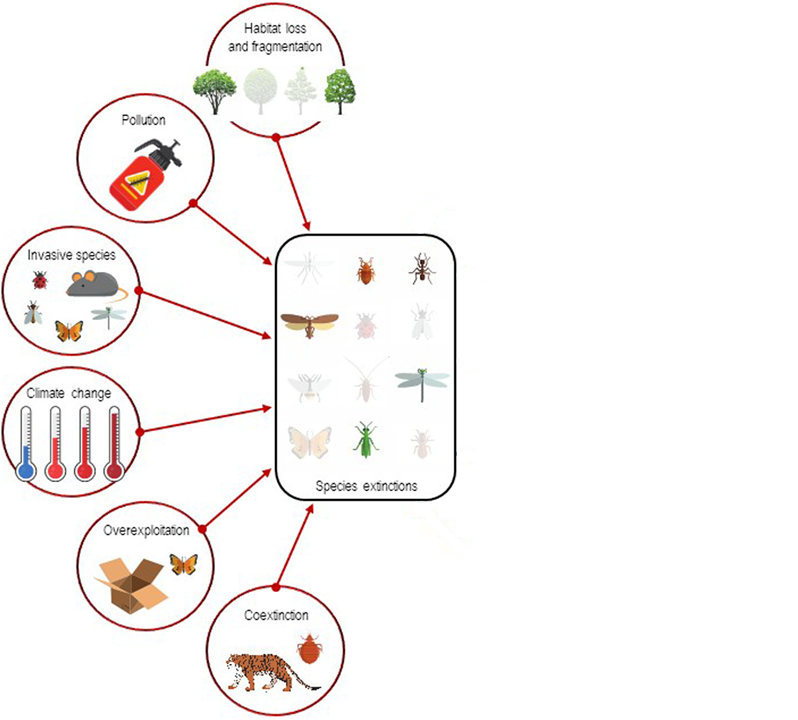 Habitat loss
and fragmentation
Pollution
Invasive species
Climate change
Overexploitation
Coextinction
Species extinctions